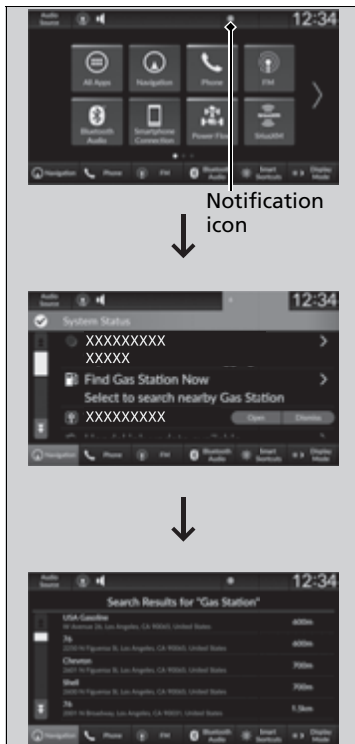 Audio Source
12:34
All Apps
Navigation
Phone
FM
Bluetooth Audio
Smartphone Connection
Power Flow
SiriusXM
Navigation
Phone
FM
Bluetooth Audio
Smart Shortcuts
Display Mode
Notification
icon
Audio Source
12:34
System Status
XXXXXXXXX
XXXXX
Find Gas Station Now
Select to search nearby Gas Station
XXXXXXXXX
Open
Dismiss
Navigation
Phone
FM
Bluetooth Audio
Smart Shortcuts
Display Mode
Audio Source
12:34
Search Results for "Gas Station"
USA Gasoline
600m
76
600m
Chevron
700m
Shell
700m
76
1.5km
Navigation
Phone
FM
Bluetooth Audio
Smart Shortcuts
Display Mode